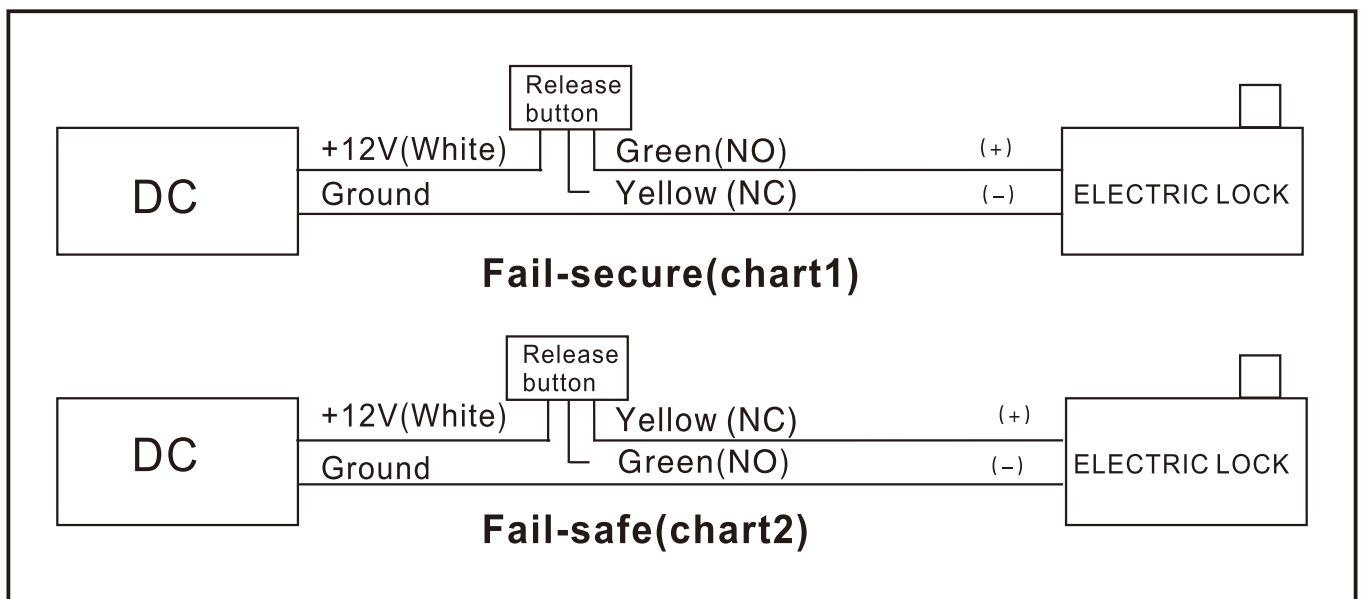 Release
button
+12V(White)
Green(NO)
(+)
DC
Ground
Yellow (NC)
(–)
ELECTRIC LOCK
Fail-secure(chart1)
Release
button
+12V(White)
Yellow (NC)
(+)
DC
Ground
Green(NO)
(–)
ELECTRIC LOCK
Fail-safe(chart2)